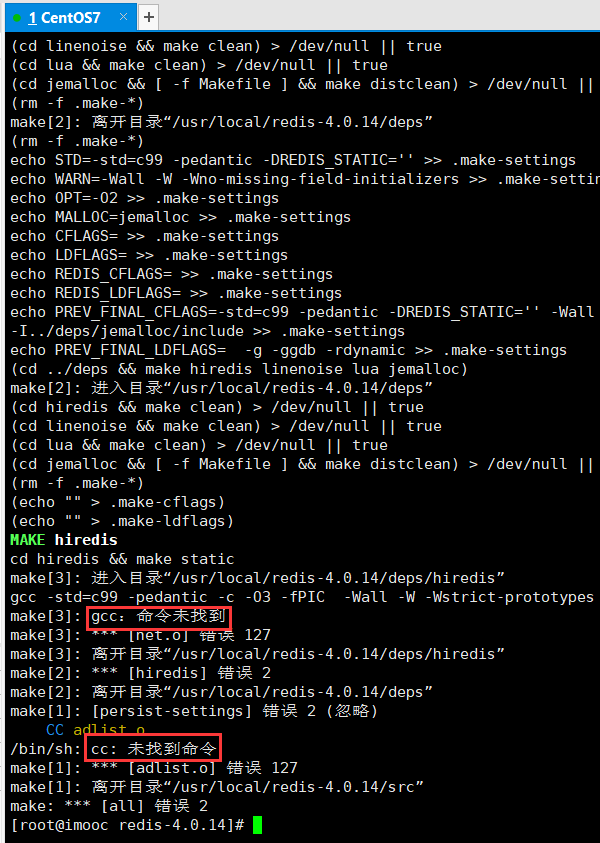 1 CentOS7 × +
(cd linenoise && make clean) > /dev/null || true
(cd lua && make clean) > /dev/null || true
(cd jemalloc && [ -f Makefile ] && make distclean) > /dev/null ||
(rm -f .make-*)
make[2]: 离开目录“/usr/local/redis-4.0.14/deps”
(rm -f .make-*)
echo STD=-std=c99 -pedantic -DREDIS_STATIC='' >> .make-settings
echo WARN=-Wall -W -Wno-missing-field-initializers >> .make-settin
echo OPT=-O2 >> .make-settings
echo MALLOC=jemalloc >> .make-settings
echo CFLAGS= >> .make-settings
echo LDFLAGS= >> .make-settings
echo REDIS_CFLAGS= >> .make-settings
echo REDIS_LDFLAGS= >> .make-settings
echo PREV_FINAL_CFLAGS=-std=c99 -pedantic -DREDIS_STATIC='' -Wall
-I../deps/jemalloc/include >> .make-settings
echo PREV_FINAL_LDFLAGS=  -g -ggdb -rdynamic >> .make-settings
(cd ../deps && make hiredis linenoise lua jemalloc)
make[2]: 进入目录“/usr/local/redis-4.0.14/deps”
(cd hiredis && make clean) > /dev/null || true
(cd linenoise && make clean) > /dev/null || true
(cd lua && make clean) > /dev/null || true
(cd jemalloc && [ -f Makefile ] && make distclean) > /dev/null ||
(rm -f .make-*)
(echo "" > .make-cflags)
(echo "" > .make-ldflags)
MAKE hiredis
cd hiredis && make static
make[3]: 进入目录“/usr/local/redis-4.0.14/deps/hiredis”
gcc -std=c99 -pedantic -c -O3 -fPIC  -Wall -W -Wstrict-prototypes
make[3]: gcc：命令未找到
make[3]: *** [net.o] 错误 127
make[3]: 离开目录“/usr/local/redis-4.0.14/deps/hiredis”
make[2]: *** [hiredis] 错误 2
make[2]: 离开目录“/usr/local/redis-4.0.14/deps”
make[1]: [persist-settings] 错误 2 (忽略)
    CC adlist.o
/bin/sh: cc: 未找到命令
make[1]: *** [adlist.o] 错误 127
make[1]: 离开目录“/usr/local/redis-4.0.14/src”
make: *** [all] 错误 2
[root@imooc redis-4.0.14]#